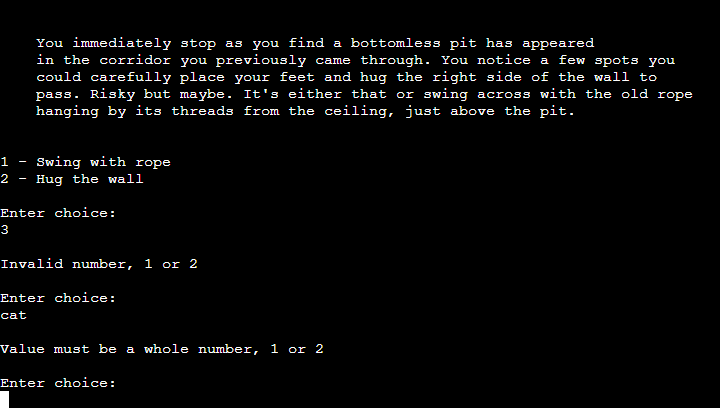 You immediately stop as you find a bottomless pit has appeared
in the corridor you previously came through. You notice a few spots you
could carefully place your feet and hug the right side of the wall to
pass. Risky but maybe. It's either that or swing across with the old rope
hanging by its threads from the ceiling, just above the pit.
1 - Swing with rope
2 - Hug the wall
Enter choice:
3
Invalid number, 1 or 2
Enter choice:
cat
Value must be a whole number, 1 or 2
Enter choice: